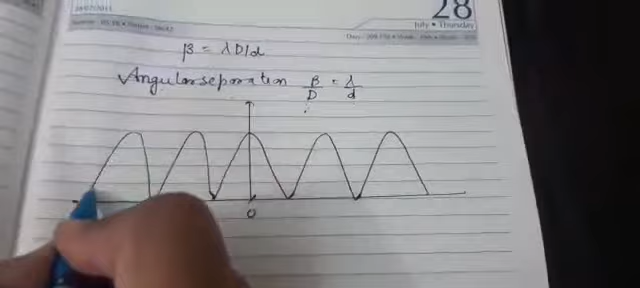 28
July • Thursday
β = λD/d
Angular separation β/D = λ/d
0